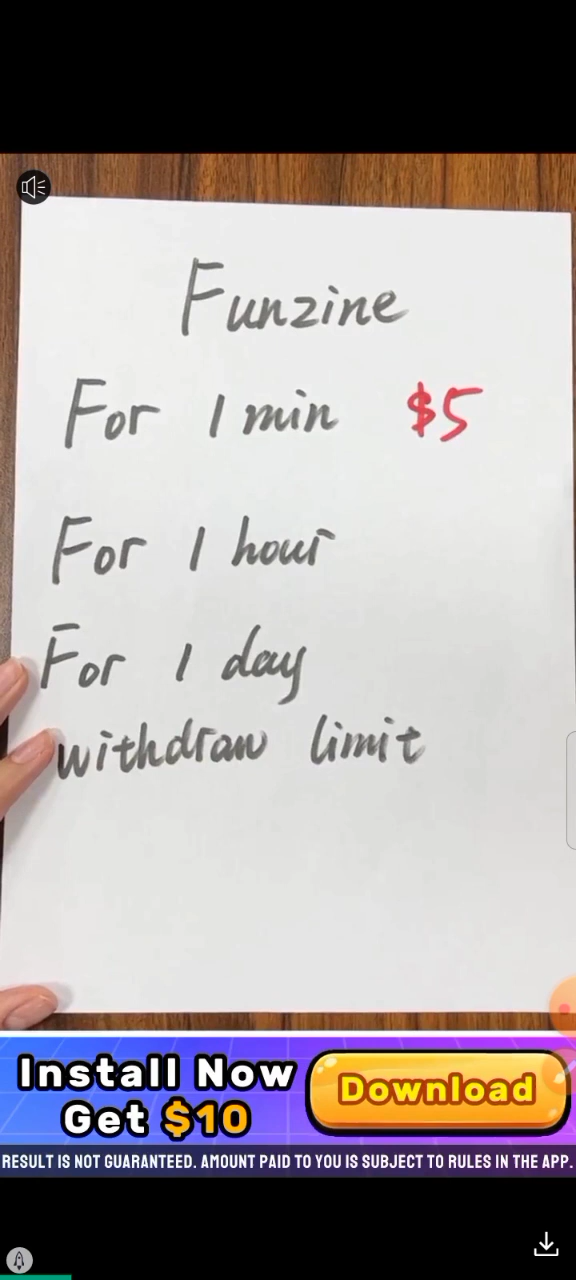 Funzine
For 1 min $5
For 1 hour
For 1 day
withdraw limit
Install Now
Get $10
Download
RESULT IS NOT GUARANTEED. AMOUNT PAID TO YOU IS SUBJECT TO RULES IN THE APP.